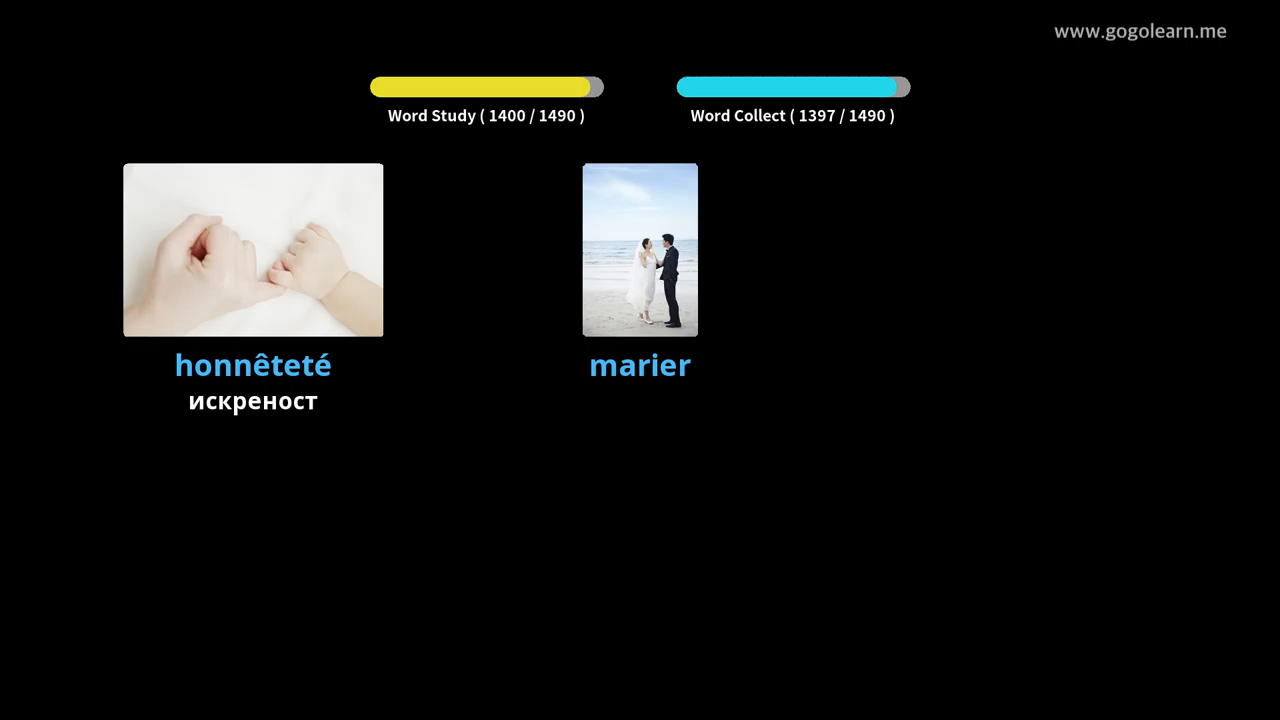 www.gogolearn.me
Word Study ( 1400 / 1490 )
Word Collect ( 1397 / 1490 )
honnêteté
искреност
marier